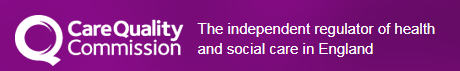 CareQuality
Commission
The independent regulator of health
and social care in England